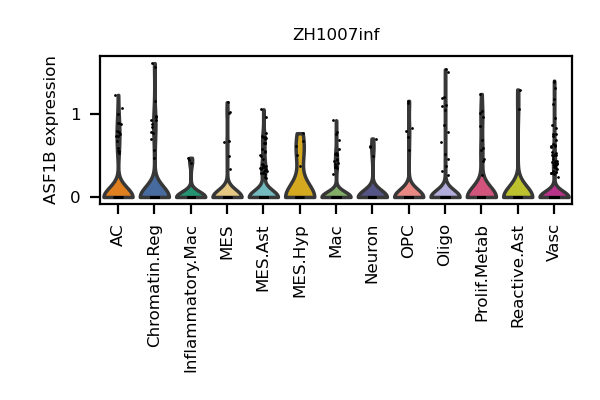 ZH1007inf
ASF1B expression
1
0
AC
Chromatin.Reg
Inflammatory.Mac
MES
MES.Ast
MES.Hyp
Mac
Neuron
OPC
Oligo
Prolif.Metab
Reactive.Ast
Vasc